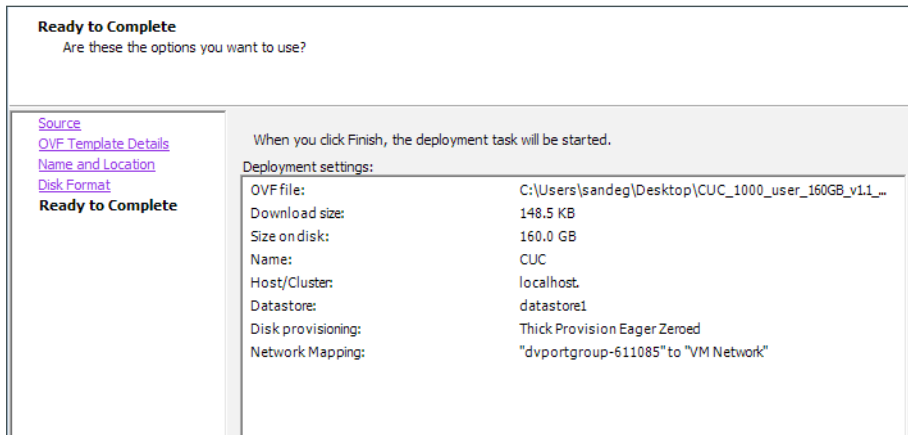 Ready to Complete
Are these the options you want to use?
Source
OVF Template Details
Name and Location
Disk Format
Ready to Complete
When you click Finish, the deployment task will be started.
Deployment settings:
OVF file: C:\Users\sandeg\Desktop\CUC_1000_user_160GB_v1.1_...
Download size: 148.5 KB
Size on disk: 160.0 GB
Name: CUC
Host/Cluster: localhost.
Datastore: datastore1
Disk provisioning: Thick Provision Eager Zeroed
Network Mapping: "dvportgroup-611085" to "VM Network"